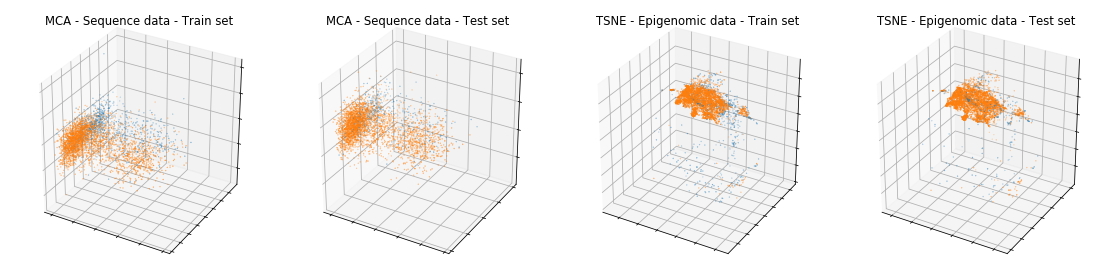 MCA - Sequence data - Train set
MCA - Sequence data - Test set
TSNE - Epigenomic data - Train set
TSNE - Epigenomic data - Test set